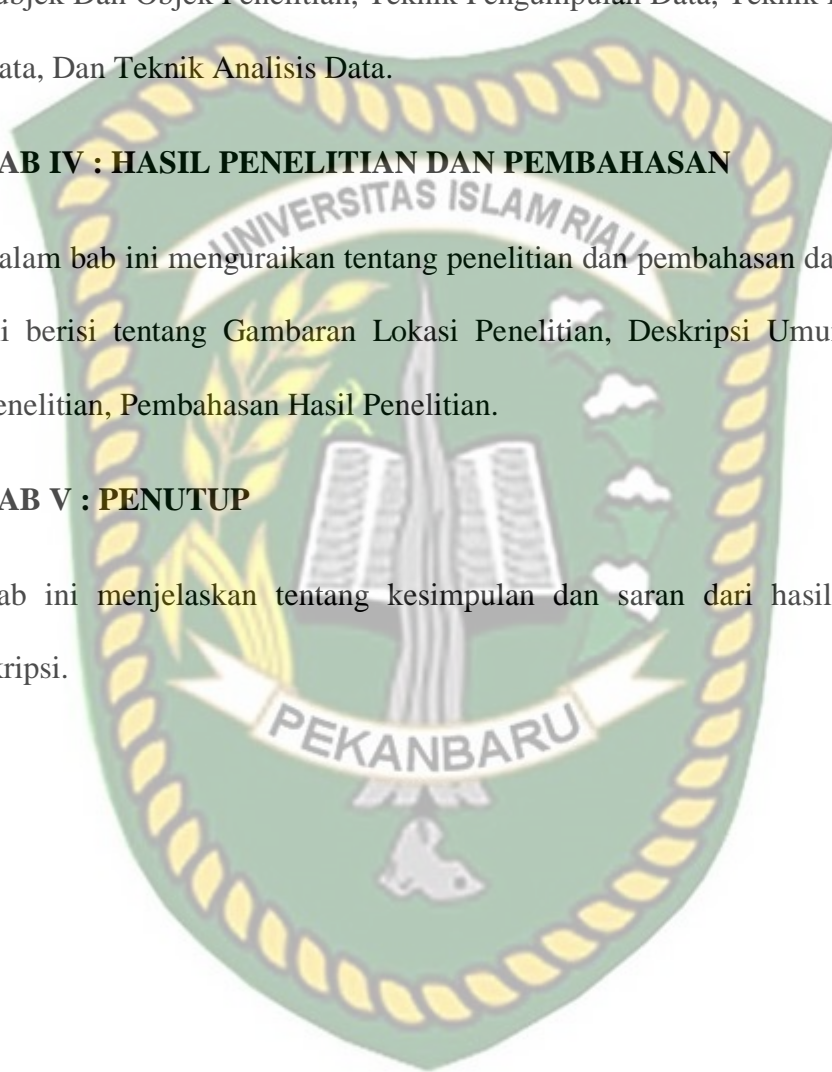 ubjek Dan Objek Penelitian, Teknik Pengumpulan Data, Teknik
ata, Dan Teknik Analisis Data.
AB IV : HASIL PENELITIAN DAN PEMBAHASAN
UNIVERSITAS ISLAM RIAU
alam bab ini menguraikan tentang penelitian dan pembahasan da
i berisi tentang Gambaran Lokasi Penelitian, Deskripsi Umu
enelitian, Pembahasan Hasil Penelitian.
AB V : PENUTUP
ab ini menjelaskan tentang kesimpulan dan saran dari hasil
kripsi.
PEKANBARU